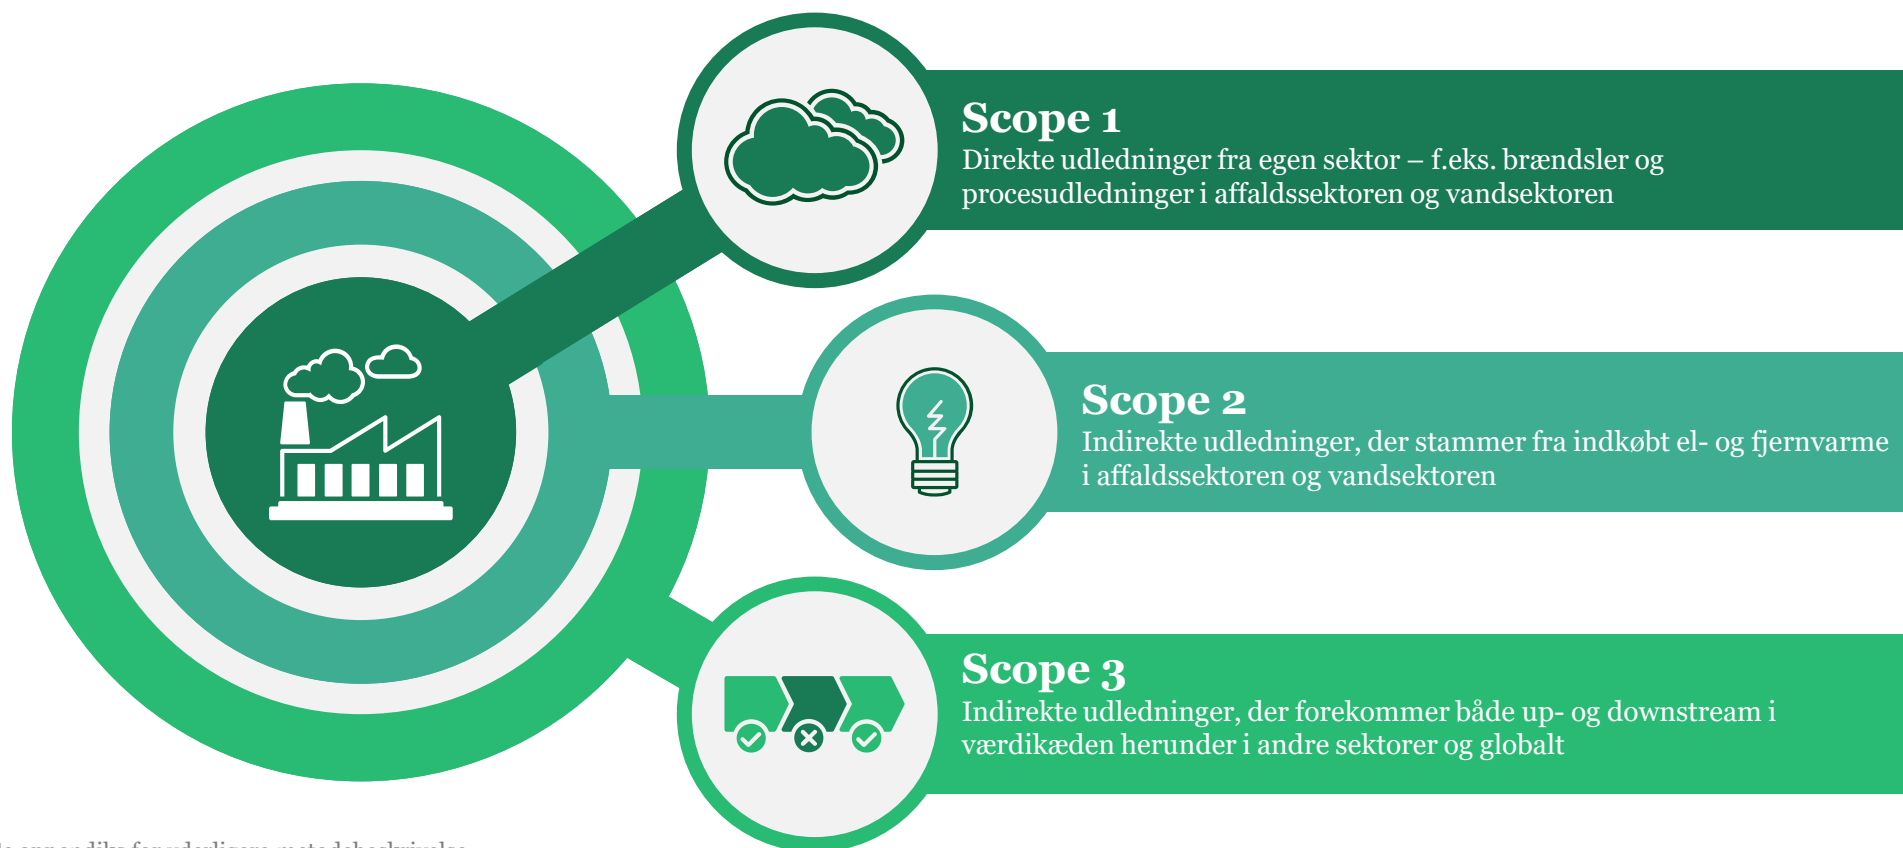 Scope 1
Direkte udledninger fra egen sektor – f.eks. brændsler og
procesudledninger i affaldssektoren og vandsektoren
Scope 2
Indirekte udledninger, der stammer fra indkøbt el- og fjernvarme
i affaldssektoren og vandsektoren
Scope 3
Indirekte udledninger, der forekommer både up- og downstream i
værdikæden herunder i andre sektorer og globalt